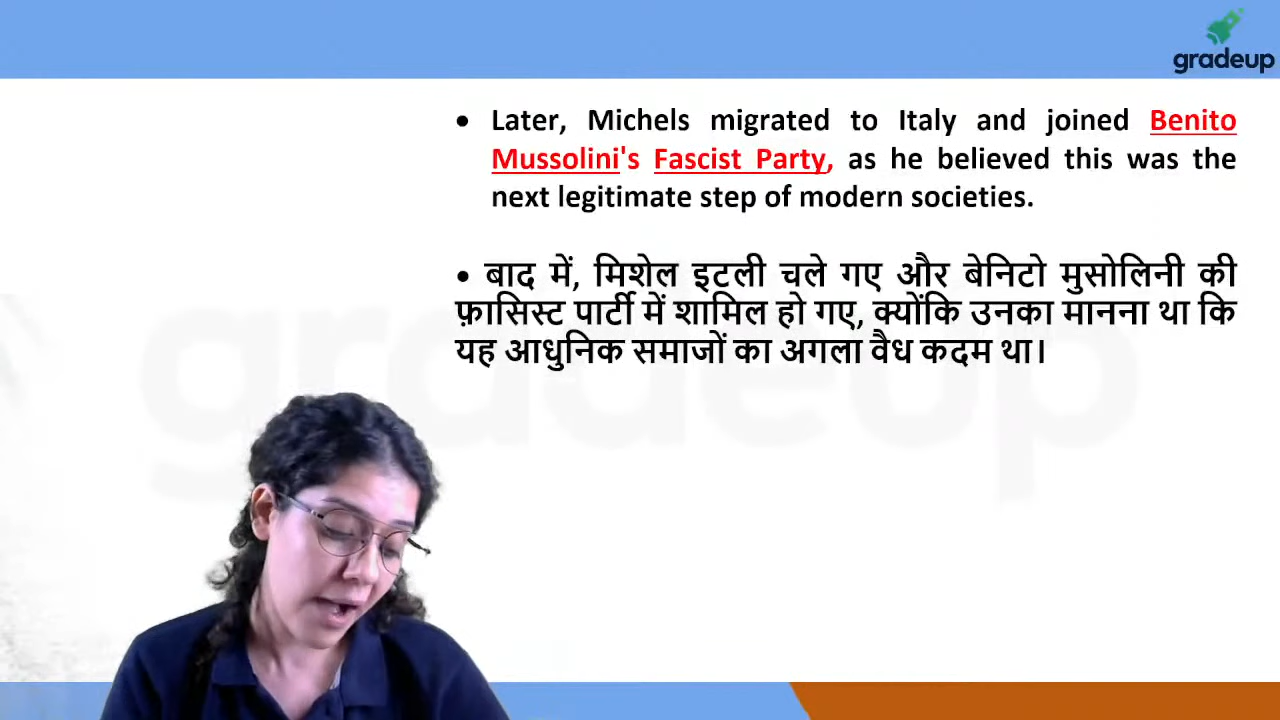 gradeup
• Later, Michels migrated to Italy and joined Benito
Mussolini's Fascist Party, as he believed this was the
next legitimate step of modern societies.
• बाद में, मिशेल इटली चले गए और बेनिटो मुसोलिनी की
फ़ासिस्ट पार्टी में शामिल हो गए, क्योंकि उनका मानना था कि
यह आधुनिक समाजों का अगला वैध कदम था।
gradeup